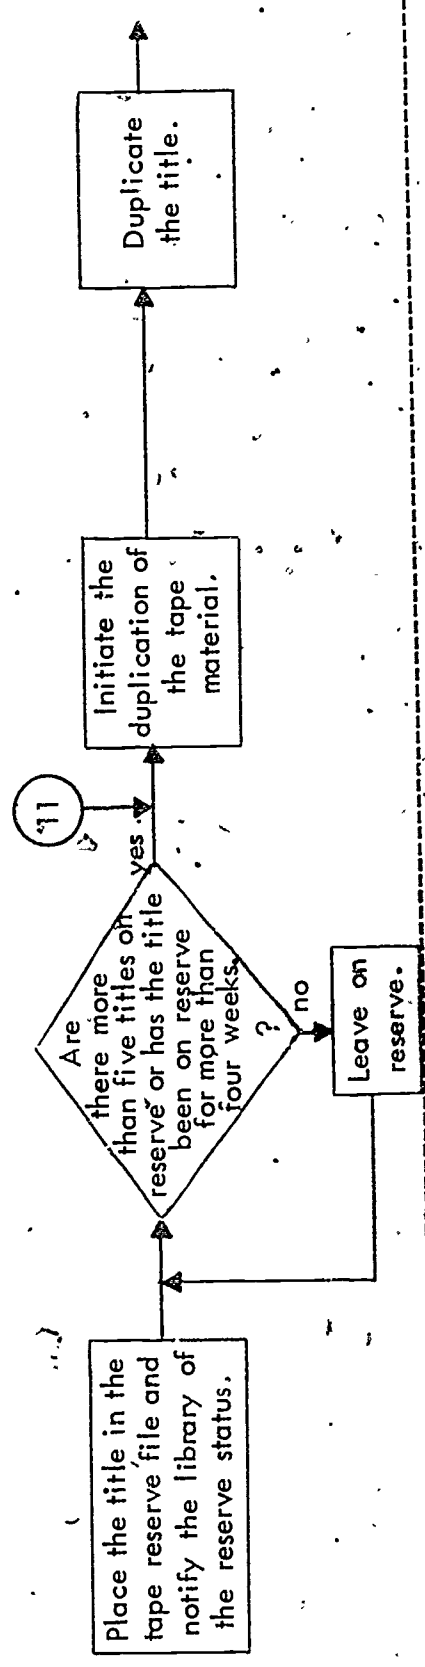 Place the title in the
tape reserve file and
notify the library of
the reserve status.
Are
there more
than five titles on
reserve or has the title
been on reserve
for more than
four weeks
?
yes
no
Leave on
reserve.
11
Initiate the
duplication of
the tape
material.
Duplicate
the title.